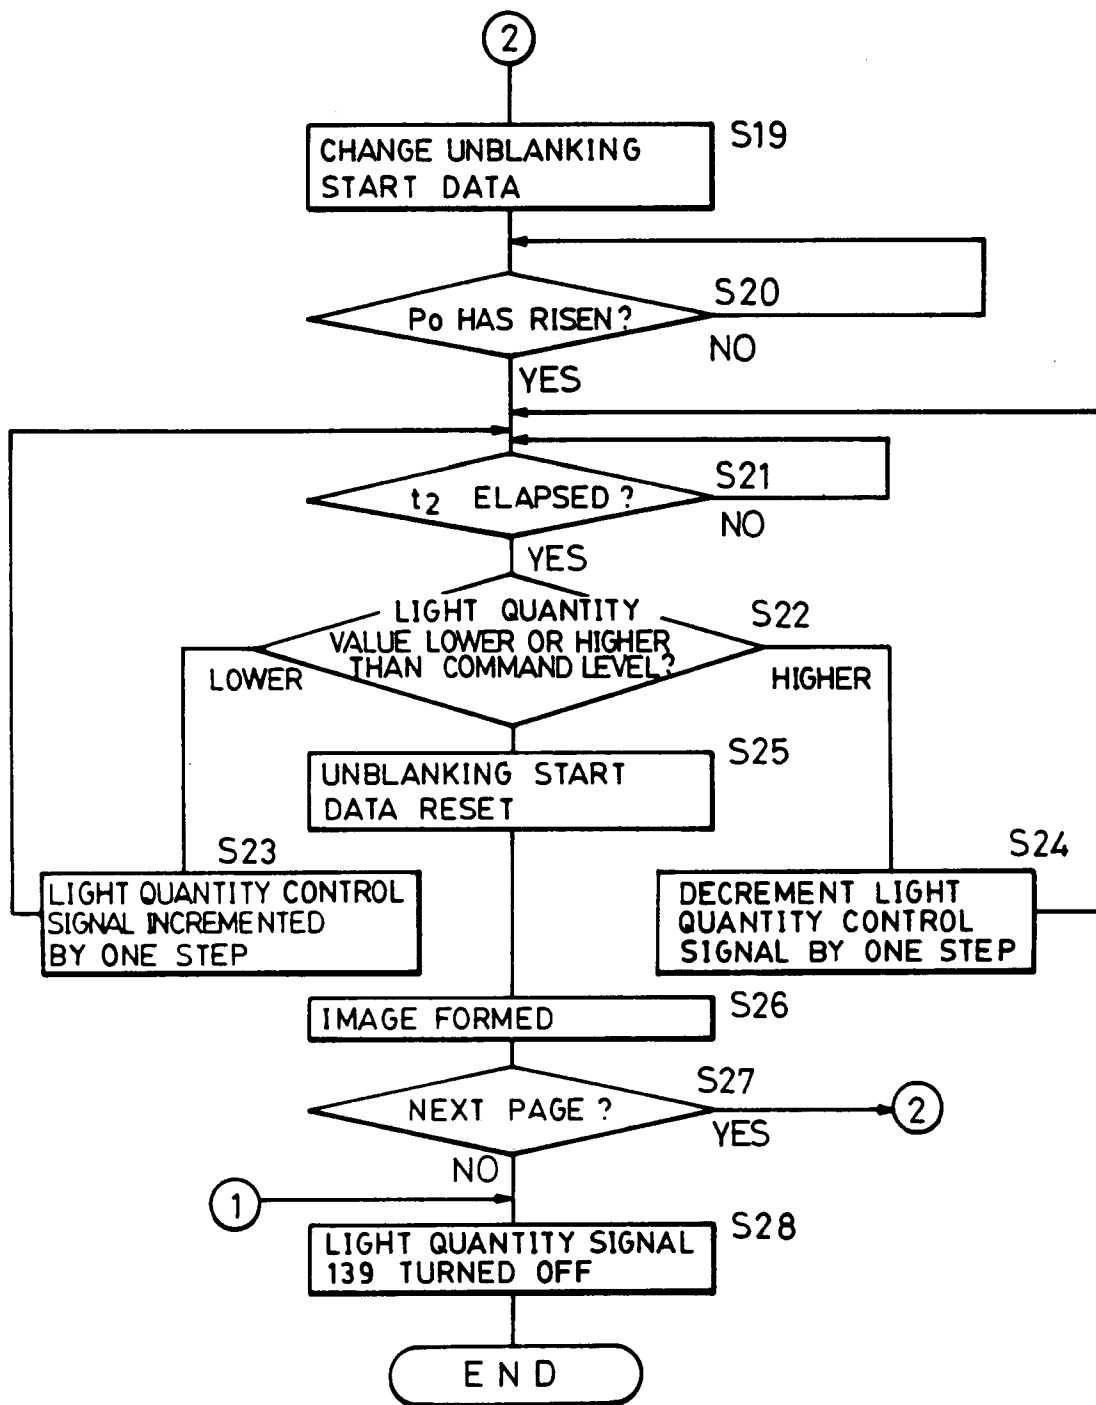 2
S19
CHANGE UNBLANKING
START DATA
S20
Po HAS RISEN?
NO
YES
S21
t2 ELAPSED?
NO
YES
S22
LIGHT QUANTITY
VALUE LOWER OR HIGHER
THAN COMMAND LEVEL?
LOWER
HIGHER
S25
UNBLANKING START
DATA RESET
S23
LIGHT QUANTITY CONTROL
SIGNAL INCREMENTED
BY ONE STEP
S24
DECREMENT LIGHT
QUANTITY CONTROL
SIGNAL BY ONE STEP
S26
IMAGE FORMED
S27
NEXT PAGE?
YES
2
NO
1
S28
LIGHT QUANTITY SIGNAL
139 TURNED OFF
END